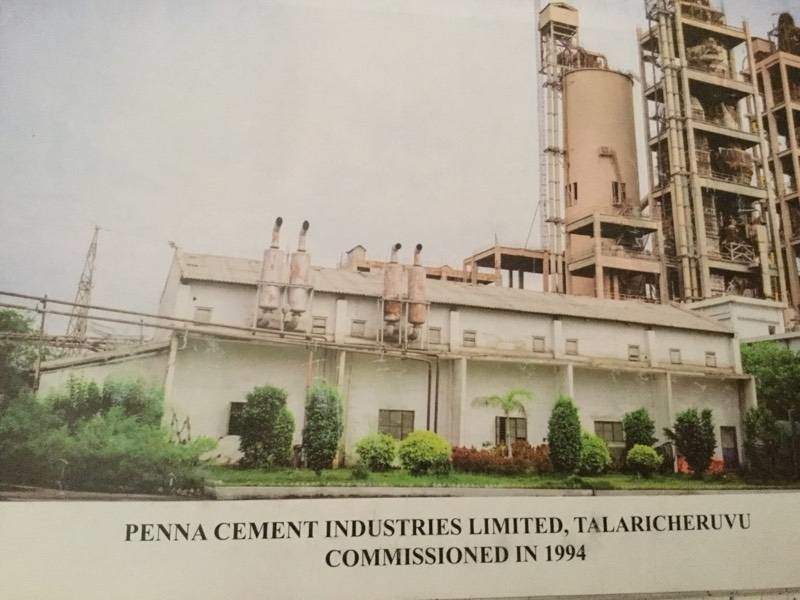 PENNA CEMENT INDUSTRIES LIMITED, TALARICHERUVU
COMMISSIONED IN 1994